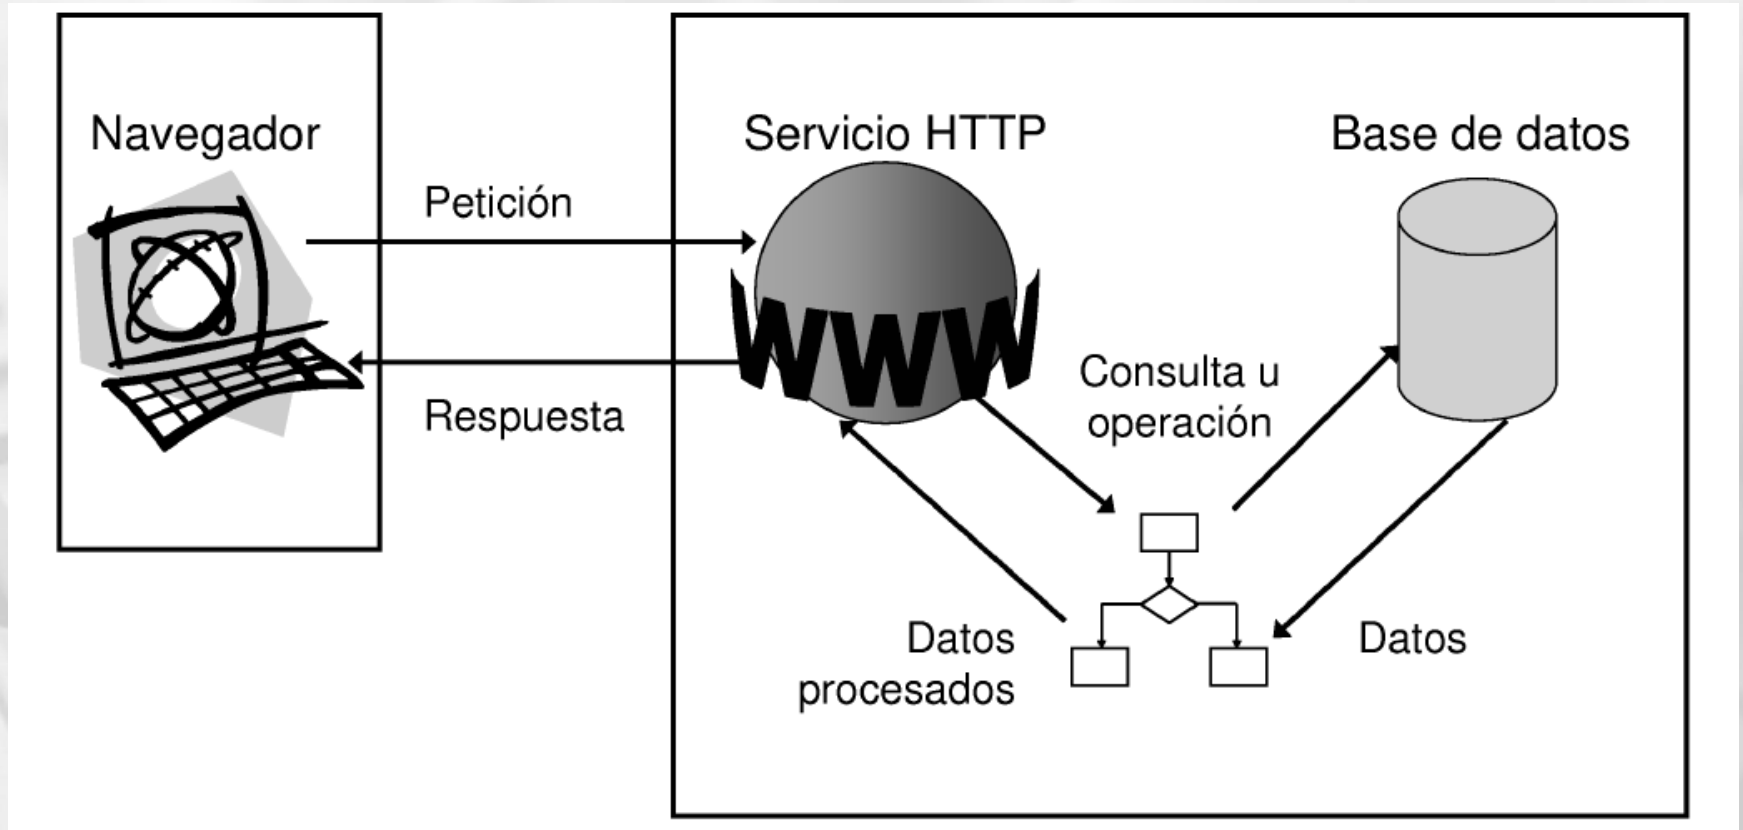 Navegador
Petición
Respuesta
Servicio HTTP
WWW
Base de datos
Consulta u
operación
Datos
procesados
Datos